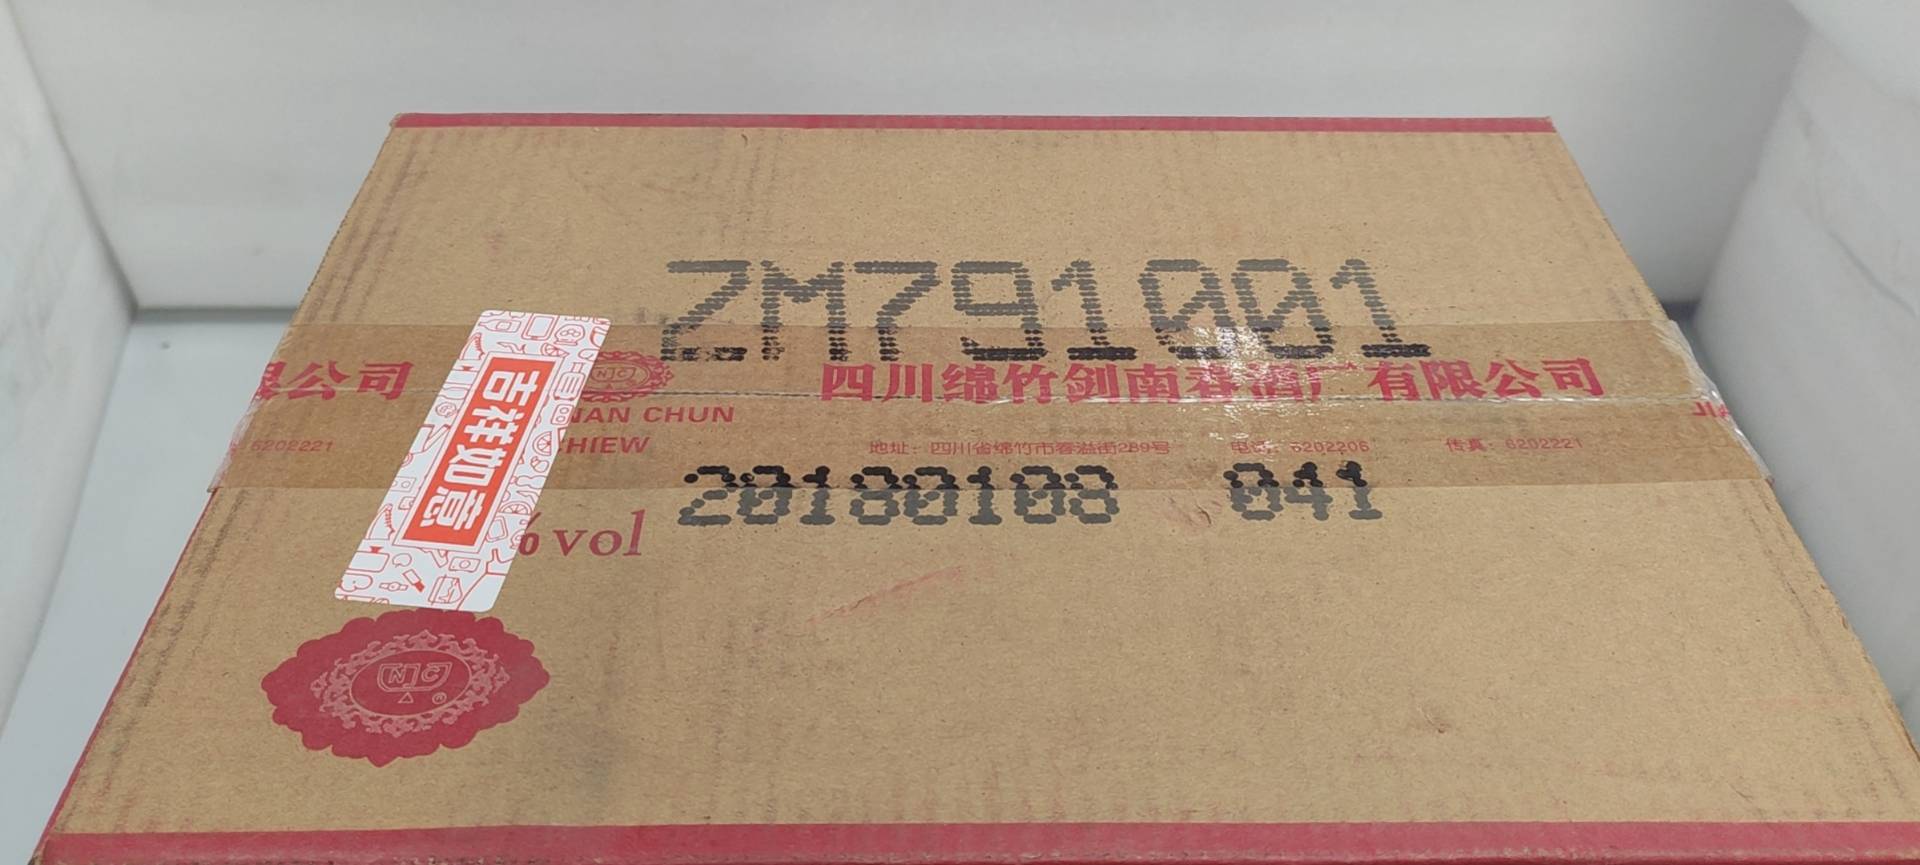 ZM791001
公司
四川绵竹剑南春酒厂有限公司
NAN CHUN
6202221
HIEW
地址：四川省绵竹市春溢街289号 电话：6202206 传真：6202221
吉祥如意
20180108 041
% vol
NJC
®